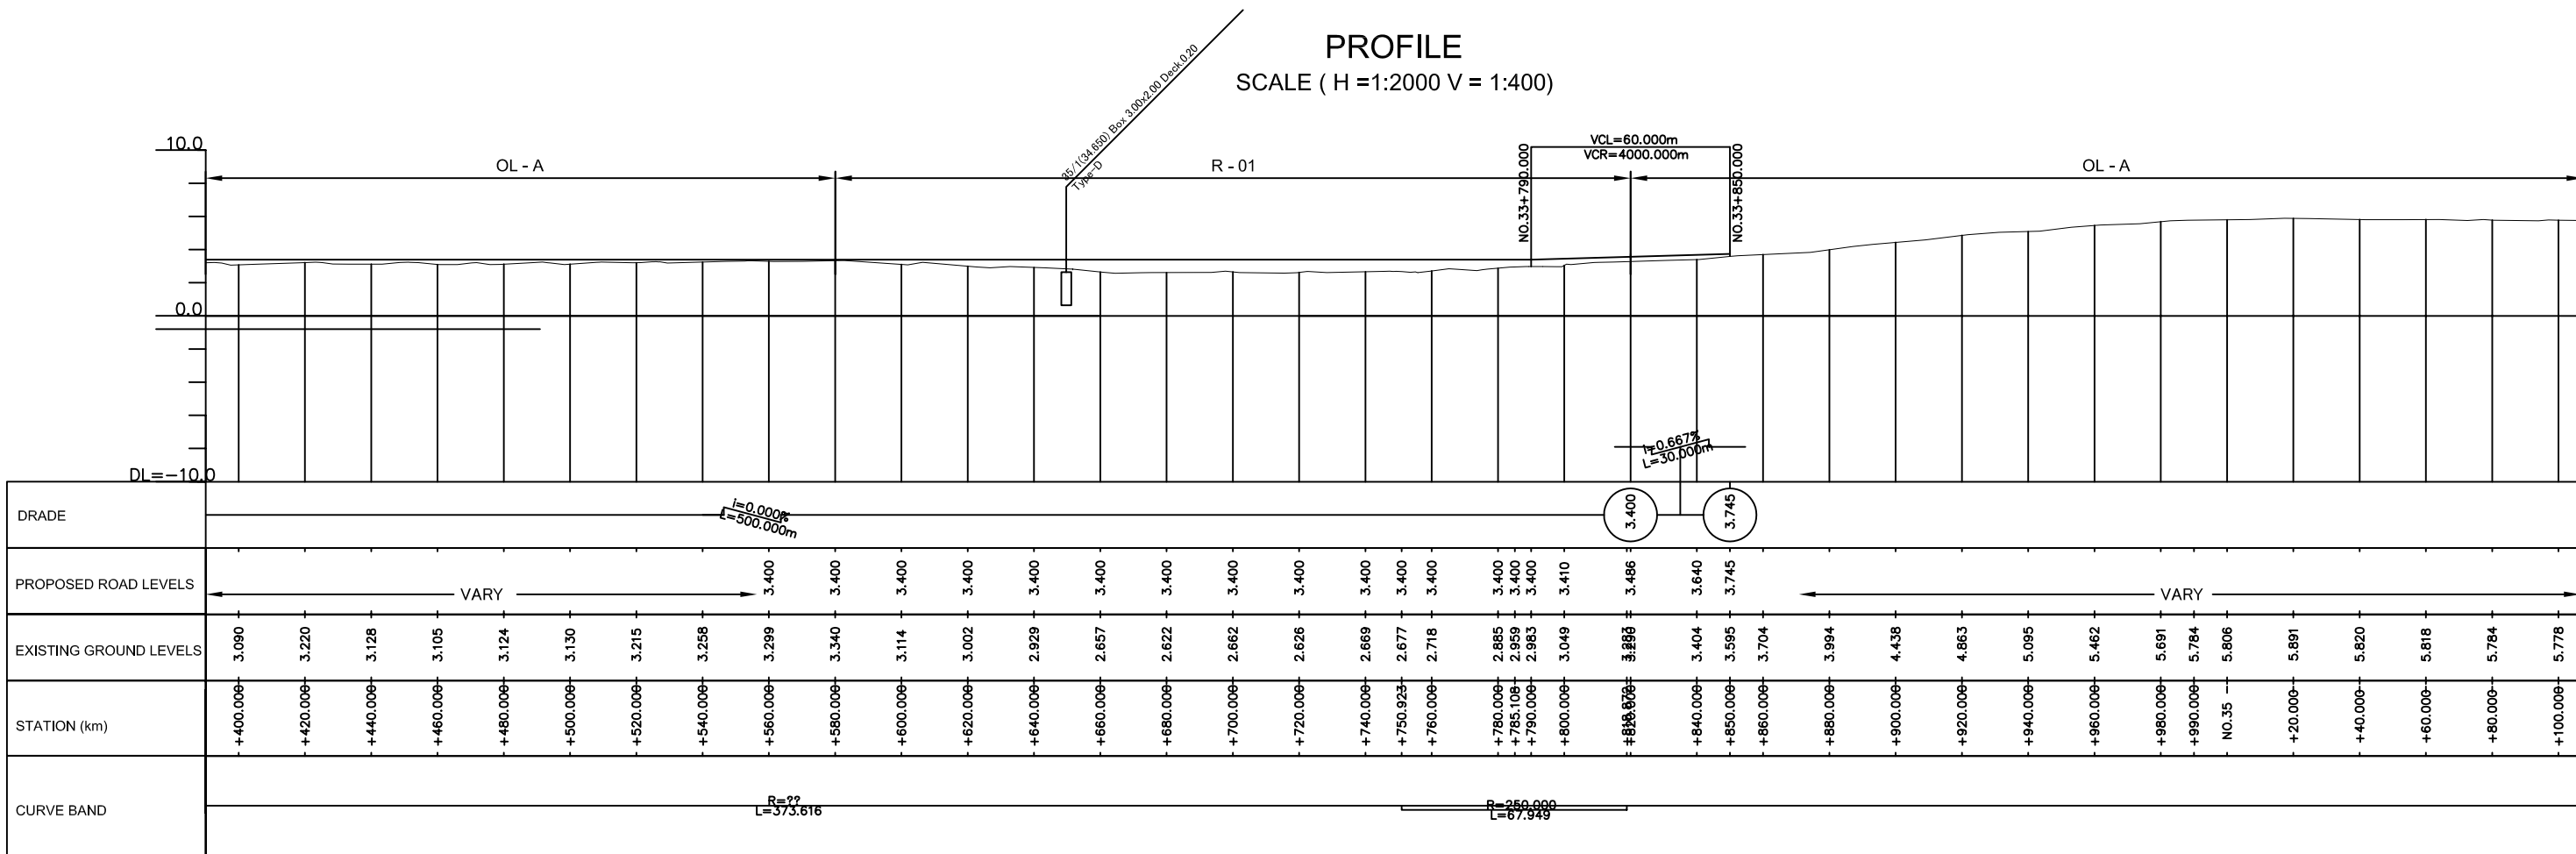 PROFILE
SCALE ( H =1:2000 V = 1:400)
35/1(34.650) Box 3.00x2.00 Deck.0.20
Type-D
10.0
0.0
DL=-10.0
OL - A
R - 01
OL - A
VCL=60.000m
VCR=4000.000m
NO.33+790.000
NO.33+850.000
i=0.667%
L=30.000m
DRADE
i=0.000%
L=500.000m
3.400
3.745
PROPOSED ROAD LEVELS
VARY
3.400 3.400 3.400 3.400 3.400 3.400 3.400 3.400 3.400 3.400 3.400 3.400 3.400 3.400 3.400 3.410 3.486 3.640 3.745
VARY
EXISTING GROUND LEVELS
3.090 3.220 3.128 3.105 3.124 3.130 3.215 3.258 3.299 3.340 3.114 3.002 2.929 2.657 2.622 2.662 2.626 2.669 2.677 2.718 2.885 2.959 2.983 3.049 3.404 3.595 3.704 3.994 4.438 4.863 5.095 5.462 5.691 5.784 5.806 5.891 5.820 5.818 5.784 5.778
STATION (km)
+400.000 +420.000 +440.000 +460.000 +480.000 +500.000 +520.000 +540.000 +560.000 +580.000 +600.000 +620.000 +640.000 +660.000 +680.000 +700.000 +720.000 +740.000 +750.923 +760.000 +780.000 +785.108 +790.000 +800.000 +820.000 +840.000 +850.000 +860.000 +880.000 +900.000 +920.000 +940.000 +960.000 +980.000 +990.000 NO.35 +20.000 +40.000 +60.000 +80.000 +100.000
CURVE BAND
R=??
L=373.616
R=250.000
L=67.949